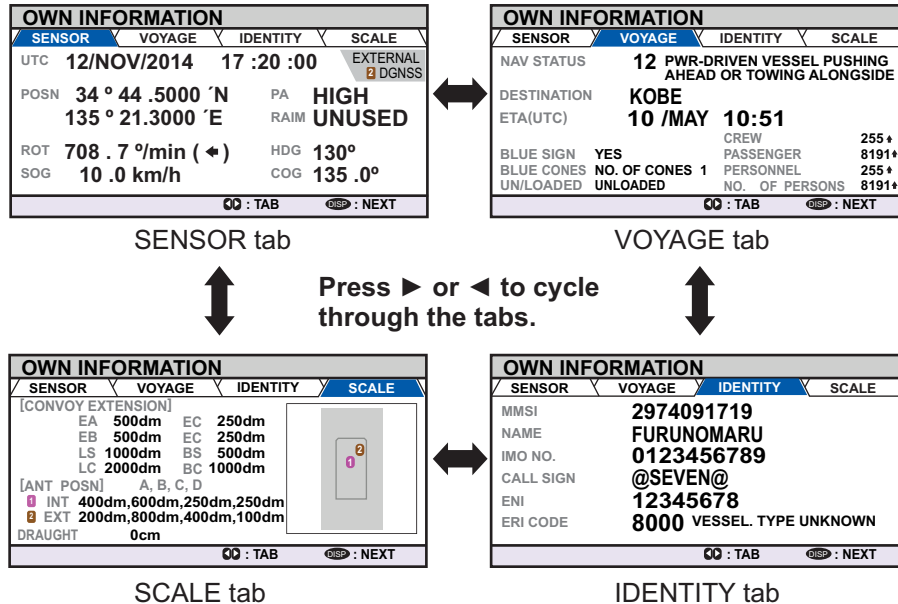 OWN INFORMATION
SENSOR VOYAGE IDENTITY SCALE
UTC 12/NOV/2014 17 :20 :00 EXTERNAL
2 DGNSS
POSN 34 º 44 .5000 ´N PA HIGH
135 º 21.3000 ´E RAIM UNUSED
ROT 708 . 7 º/min ( 🡸 ) HDG 130º
SOG 10 .0 km/h COG 135 .0º
: TAB DISP : NEXT
SENSOR tab
OWN INFORMATION
SENSOR VOYAGE IDENTITY SCALE
NAV STATUS 12 PWR-DRIVEN VESSEL PUSHING
AHEAD OR TOWING ALONGSIDE
DESTINATION KOBE
ETA(UTC) 10 /MAY 10:51
CREW 255
BLUE SIGN YES PASSENGER 8191
BLUE CONES NO. OF CONES 1 PERSONNEL 255
UN/LOADED UNLOADED NO. OF PERSONS 8191
: TAB DISP : NEXT
VOYAGE tab
Press ► or ◄ to cycle
through the tabs.
OWN INFORMATION
SENSOR VOYAGE IDENTITY SCALE
[CONVOY EXTENSION]
EA 500dm EC 250dm
EB 500dm EC 250dm
LS 1000dm BS 500dm
LC 2000dm BC 1000dm
[ANT POSN] A, B, C, D
1 INT 400dm,600dm,250dm,250dm
2 EXT 200dm,800dm,400dm,100dm
DRAUGHT 0cm
2
1
: TAB DISP : NEXT
SCALE tab
OWN INFORMATION
SENSOR VOYAGE IDENTITY SCALE
MMSI 2974091719
NAME FURUNOMARU
IMO NO. 0123456789
CALL SIGN @SEVEN@
ENI 12345678
ERI CODE 8000 VESSEL. TYPE UNKNOWN
: TAB DISP : NEXT
IDENTITY tab